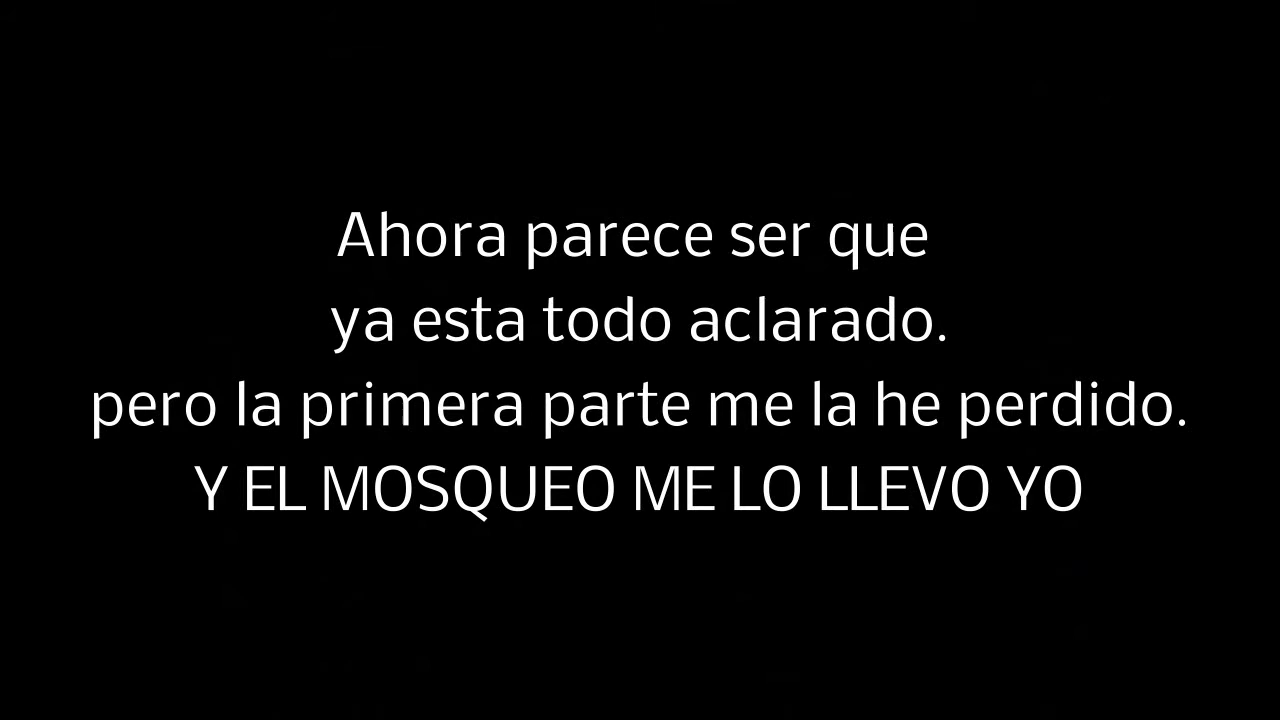 Ahora parece ser que
ya esta todo aclarado.
pero la primera parte me la he perdido.
Y EL MOSQUEO ME LO LLEVO YO